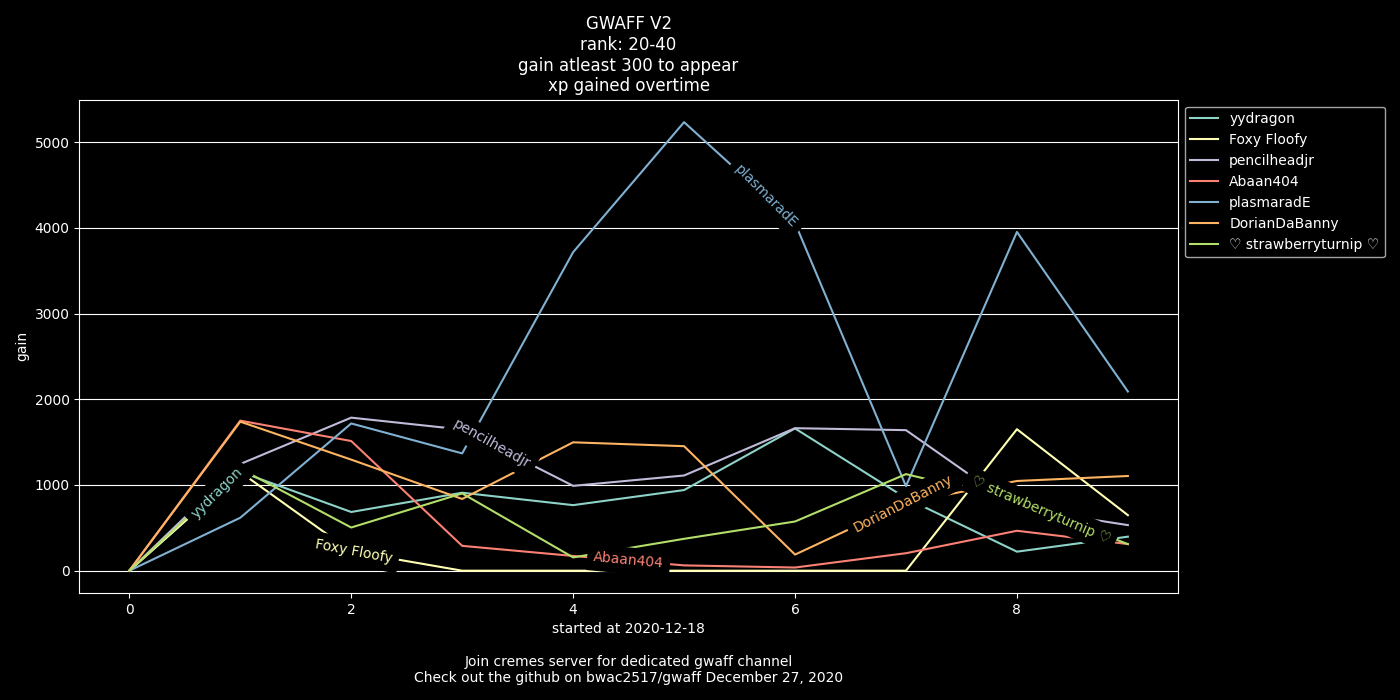 GWAFF V2
rank: 20-40
gain atleast 300 to appear
xp gained overtime
gain
5000
4000
3000
2000
1000
0
yydragon
Foxy Floofy
pencilheadjr
Abaan404
plasmaradE
DorianDaBanny
♡ strawberryturnip ♡
yydragon
Foxy Floofy
pencilheadjr
Abaan404
plasmaradE
DorianDaBanny
♡ strawberryturnip ♡
0 2 4 6 8
started at 2020-12-18
Join cremes server for dedicated gwaff channel
Check out the github on bwac2517/gwaff December 27, 2020